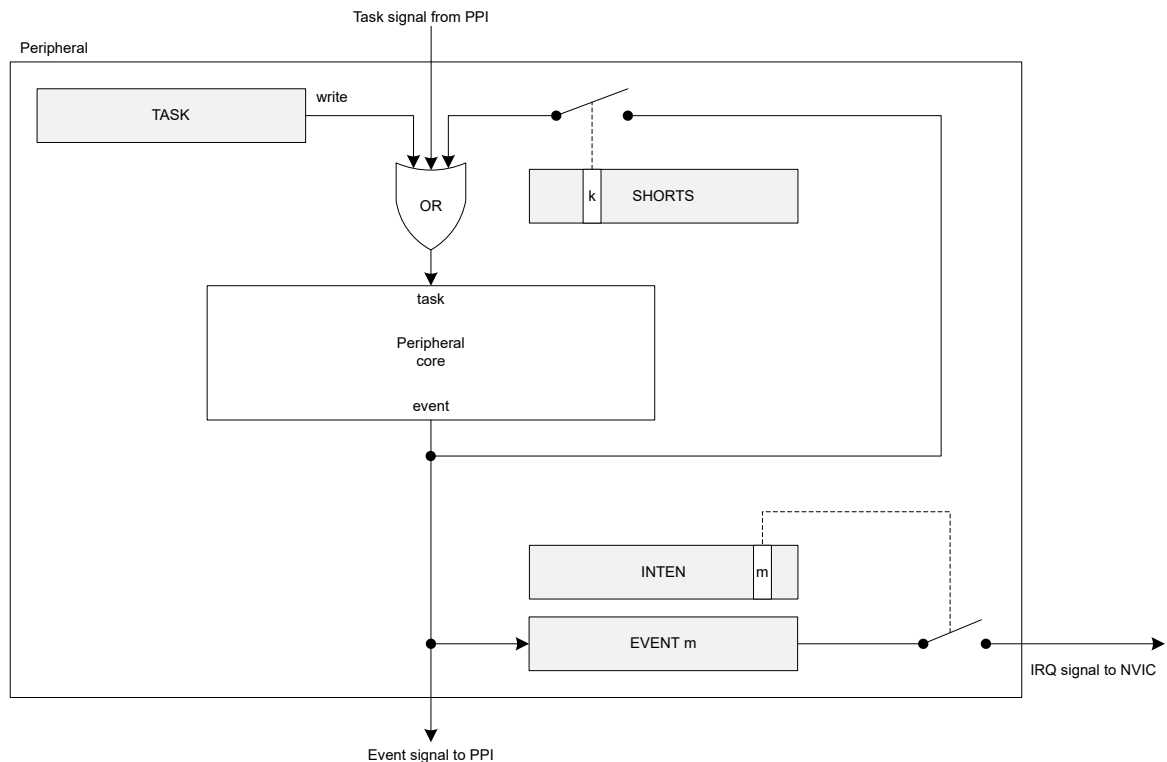 Task signal from PPI
Peripheral
write
TASK
k
SHORTS
OR
task
Peripheral
core
event
INTEN
m
EVENT m
IRQ signal to NVIC
Event signal to PPI